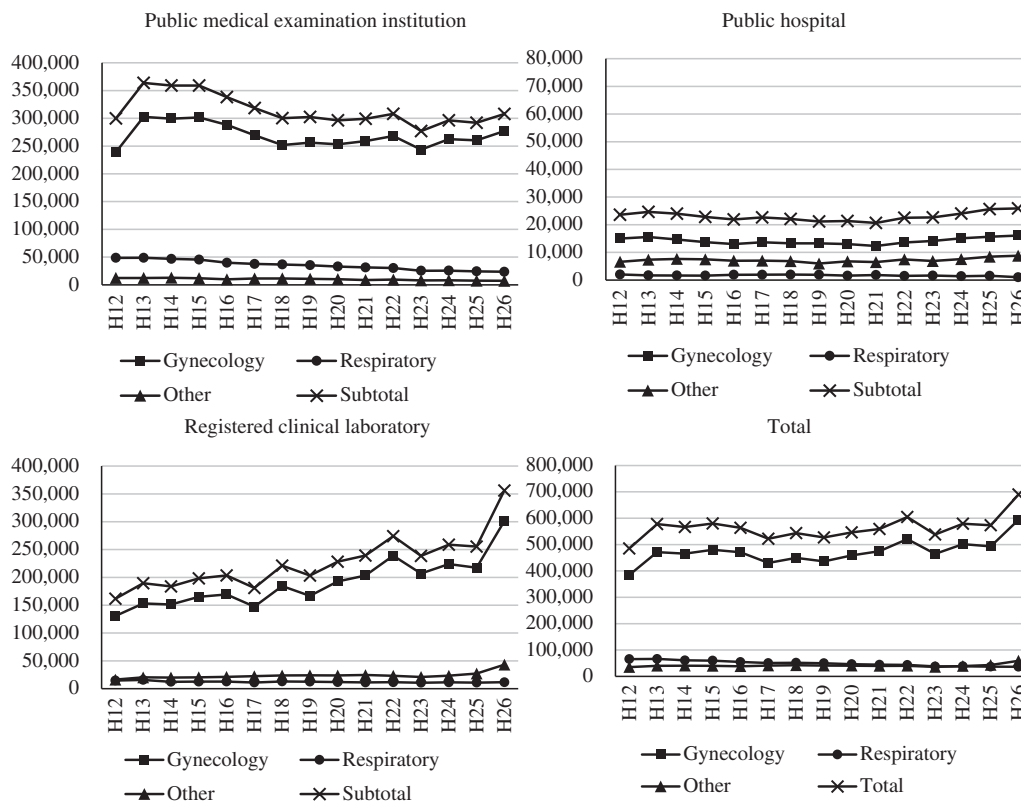 Public medical examination institution
400,000
350,000
300,000
250,000
200,000
150,000
100,000
50,000
0
H12 H13 H14 H15 H16 H17 H18 H19 H20 H21 H22 H23 H24 H25 H26
Gynecology Respiratory
Other Subtotal
Public hospital
80,000
70,000
60,000
50,000
40,000
30,000
20,000
10,000
0
H12 H13 H14 H15 H16 H17 H18 H19 H20 H21 H22 H23 H24 H25 H26
Gynecology Respiratory
Other Subtotal
Registered clinical laboratory
400,000
350,000
300,000
250,000
200,000
150,000
100,000
50,000
0
H12 H13 H14 H15 H16 H17 H18 H19 H20 H21 H22 H23 H24 H25 H26
Gynecology Respiratory
Other Subtotal
Total
800,000
700,000
600,000
500,000
400,000
300,000
200,000
100,000
0
H12 H13 H14 H15 H16 H17 H18 H19 H20 H21 H22 H23 H24 H25 H26
Gynecology Respiratory
Other Total